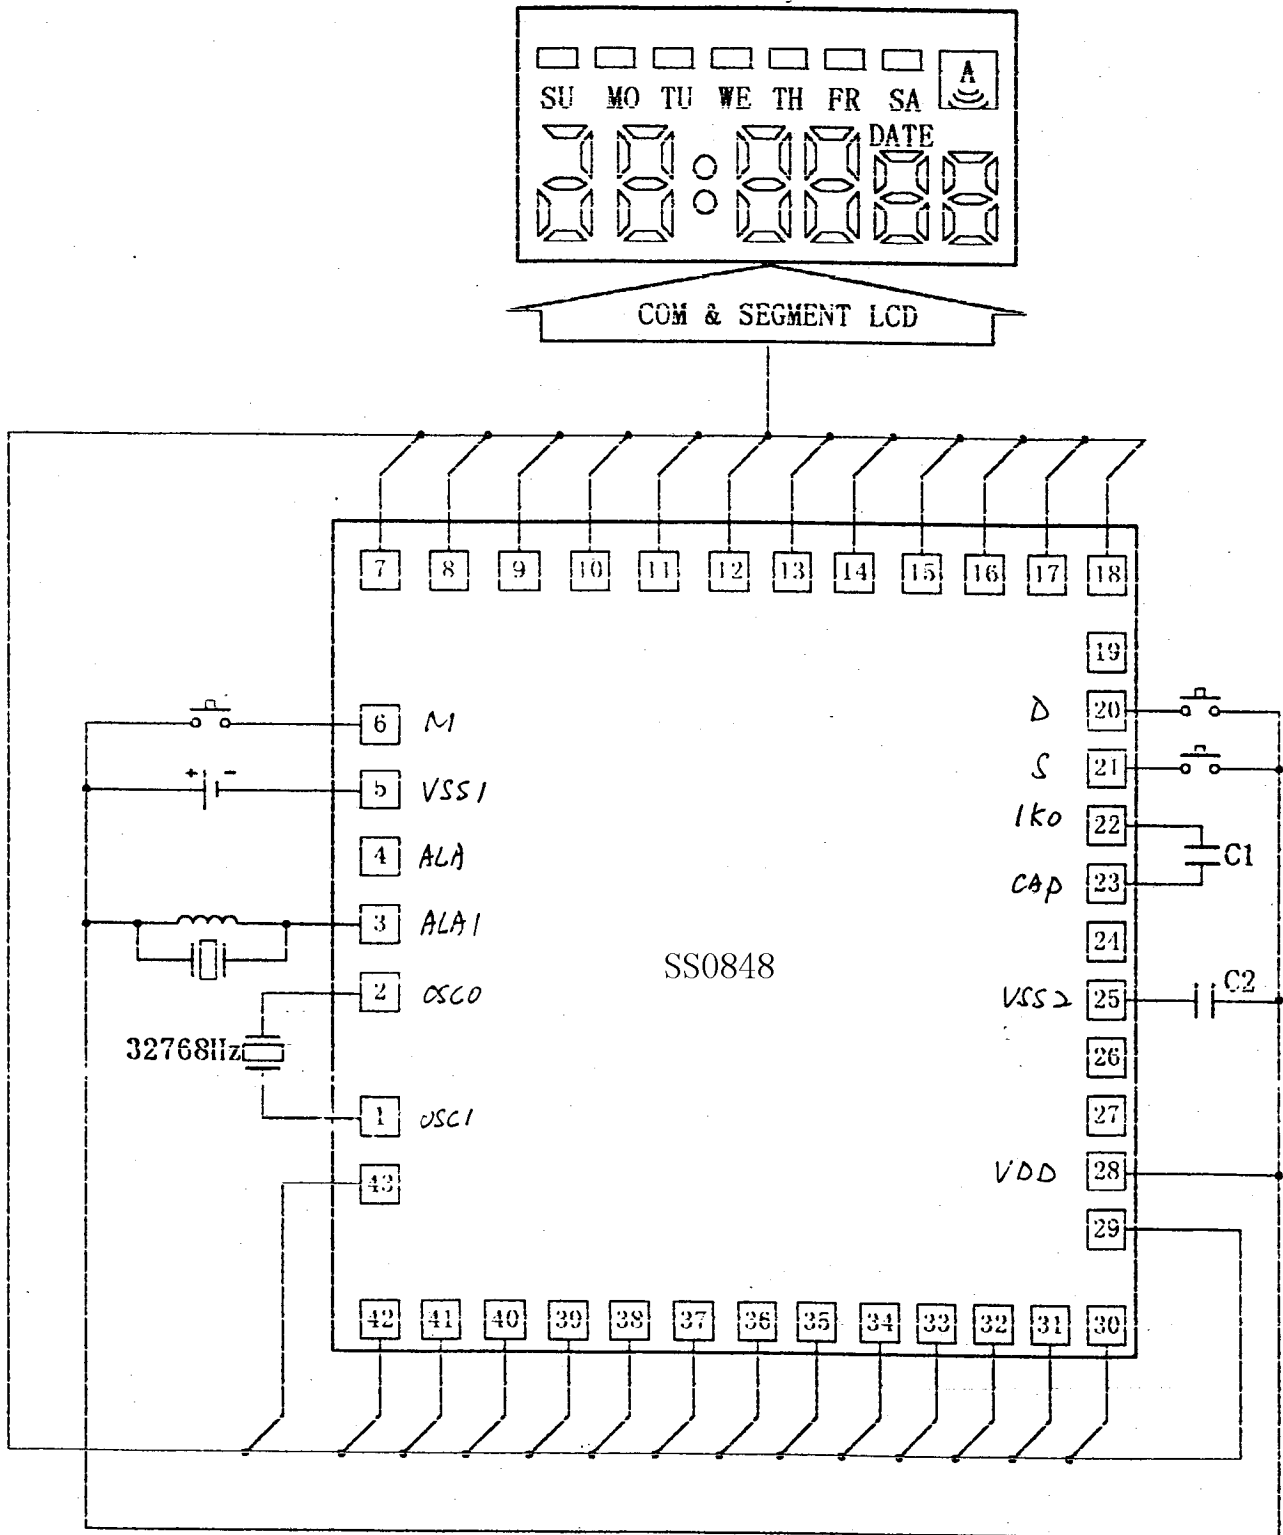 A
SU MO TU WE TH FR SA
DATE
COM & SEGMENT LCD
7 8 9 10 11 12 13 14 15 16 17 18
19
6 M D 20
+ - 5 VSS1 S 21
4 ALA 1KO 22
C1
CAP 23
3 ALA1
24
SS0848
2 OSCO VSS2 25 C2
32768Hz
26
1 OSC1 27
43 VDD 28
29
42 41 40 39 38 37 36 35 34 33 32 31 30